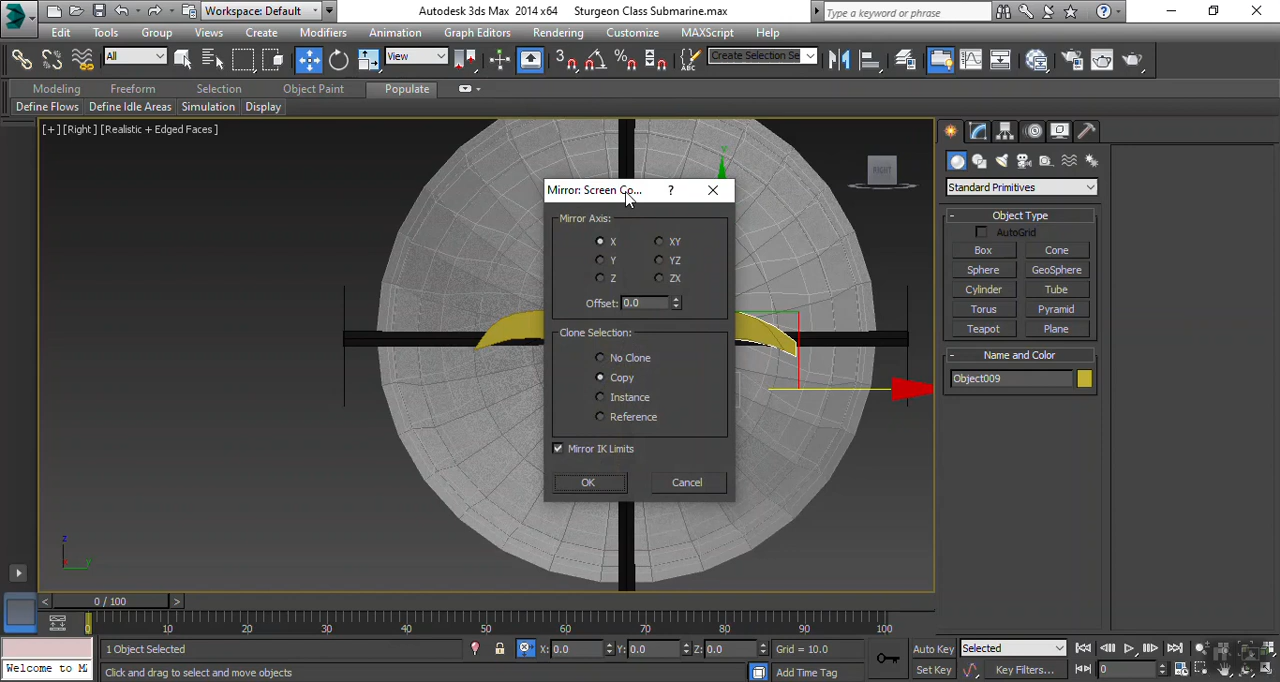 Workspace: Default
Autodesk 3ds Max 2014 x64 Sturgeon Class Submarine.max
Type a keyword or phrase
Edit Tools Group Views Create Modifiers Animation Graph Editors Rendering Customize MAXScript Help
All
View
3
Create Selection Se
Modeling Freeform Selection Object Paint Populate
Define Flows Define Idle Areas Simulation Display
[+] [Right] [Realistic + Edged Faces]
RIGHT
Standard Primitives
Mirror: Screen Co... ?
Mirror Axis:
X XY
Y YZ
Z ZX
Offset: 0.0
Clone Selection:
No Clone
Copy
Instance
Reference
Mirror IK Limits
OK Cancel
- Object Type
AutoGrid
Box Cone
Sphere GeoSphere
Cylinder Tube
Torus Pyramid
Teapot Plane
- Name and Color
Object009
z
y
< 0 / 100 >
0 10 20 30 40 50 60 70 80 90 100
1 Object Selected X: 0.0 Y: 0.0 Z: 0.0 Grid = 10.0 Auto Key Selected
Welcome to M Click and drag to select and move objects Add Time Tag Set Key Key Filters... 0